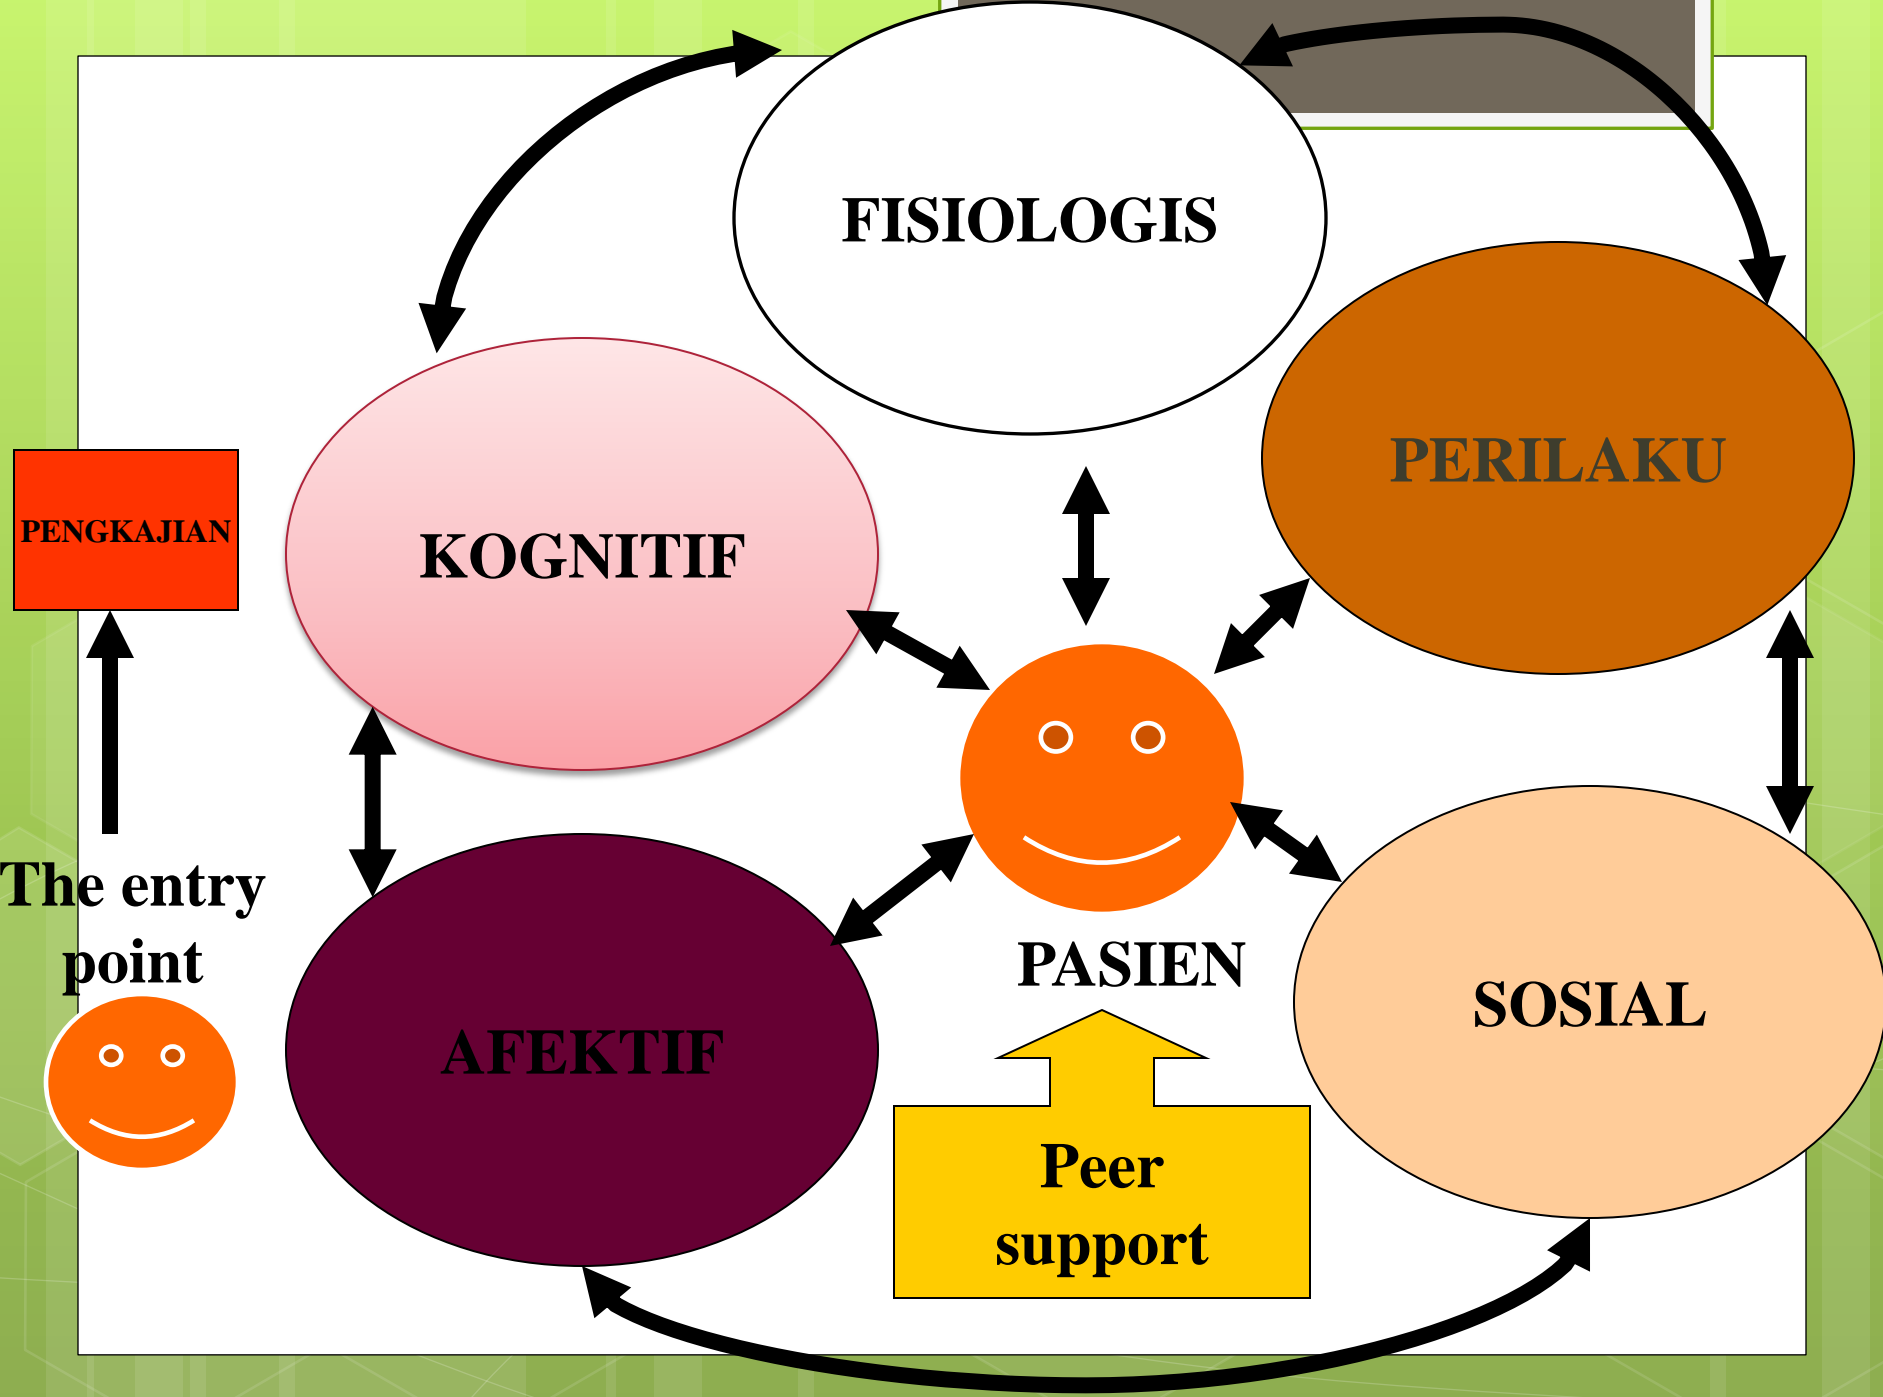 FISIOLOGIS
PERILAKU
KOGNITIF
PENGKAJIAN
The entry
point
PASIEN
AFEKTIF
SOSIAL
Peer
support